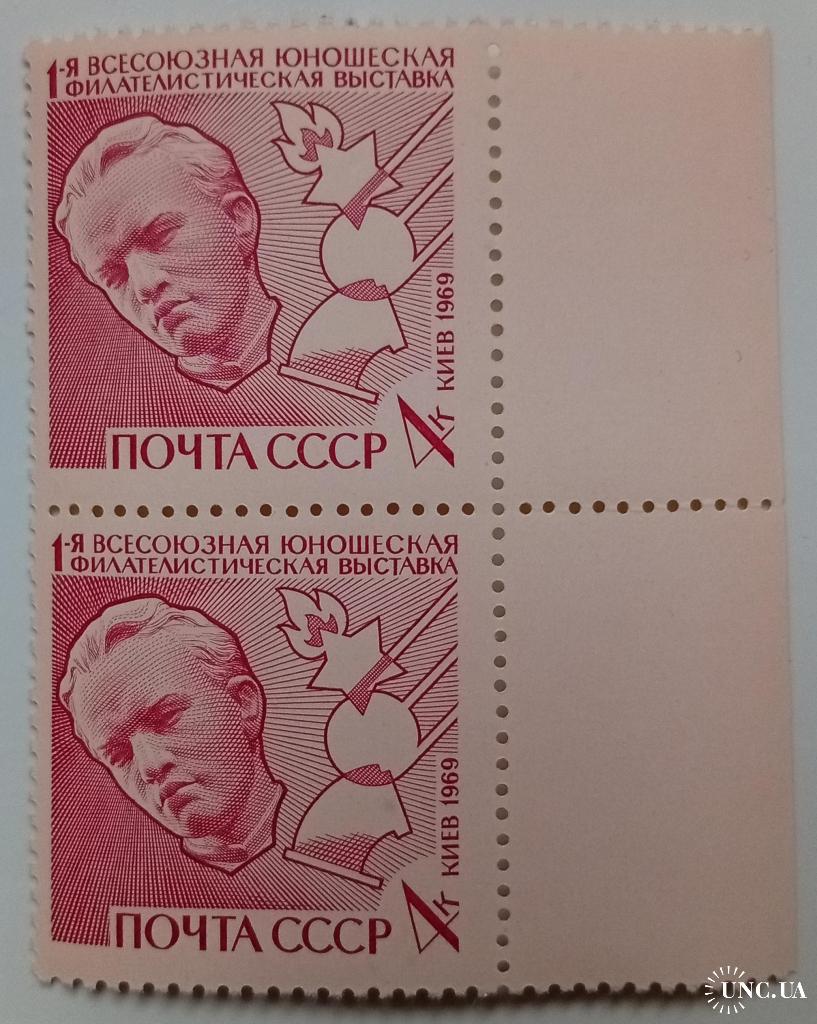 1-Я ВСЕСОЮЗНАЯ ЮНОШЕСКАЯ
ФИЛАТЕЛИСТИЧЕСКАЯ ВЫСТАВКА
КИЕВ 1969
ПОЧТА СССР 4к
1-Я ВСЕСОЮЗНАЯ ЮНОШЕСКАЯ
ФИЛАТЕЛИСТИЧЕСКАЯ ВЫСТАВКА
КИЕВ 1969
ПОЧТА СССР 4к
UNC.UA